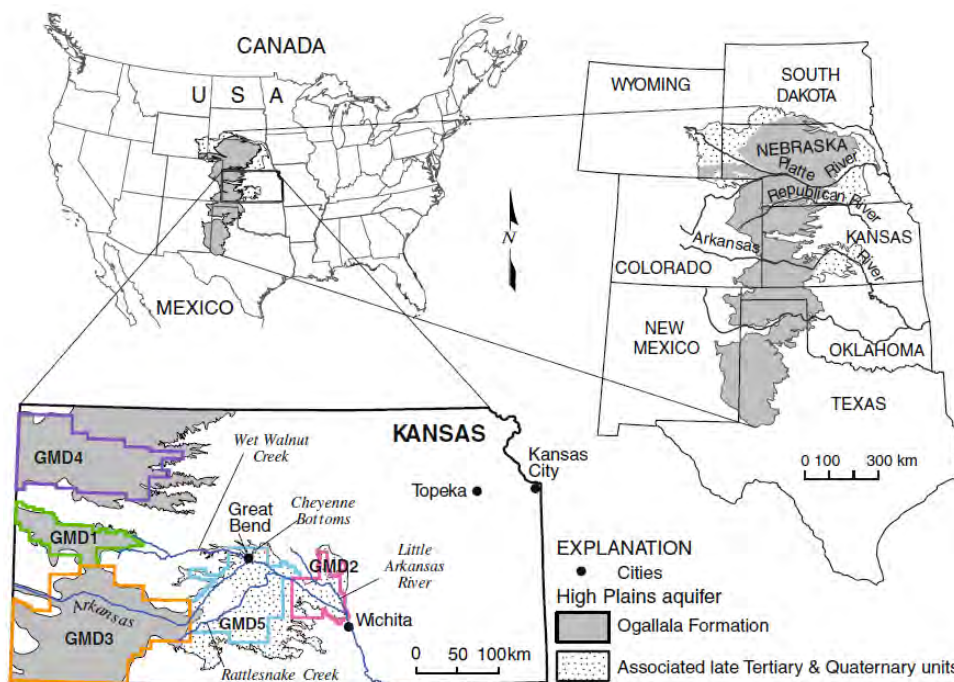 CANADA
U S A
MEXICO
N
WYOMING
SOUTH
DAKOTA
NEBRASKA
Platte River
Republican River
Arkansas
River
KANSAS
COLORADO
NEW
MEXICO
OKLAHOMA
TEXAS
0 100 300 km
KANSAS
GMD4
Wet Walnut
Creek
Kansas
City
Topeka
Cheyenne
Bottoms
Great
Bend
GMD1
GMD2
Little
Arkansas
River
Arkansas
GMD3
GMD5
Wichita
Rattlesnake Creek
0 50 100km
EXPLANATION
Cities
High Plains aquifer
Ogallala Formation
Associated late Tertiary & Quaternary units